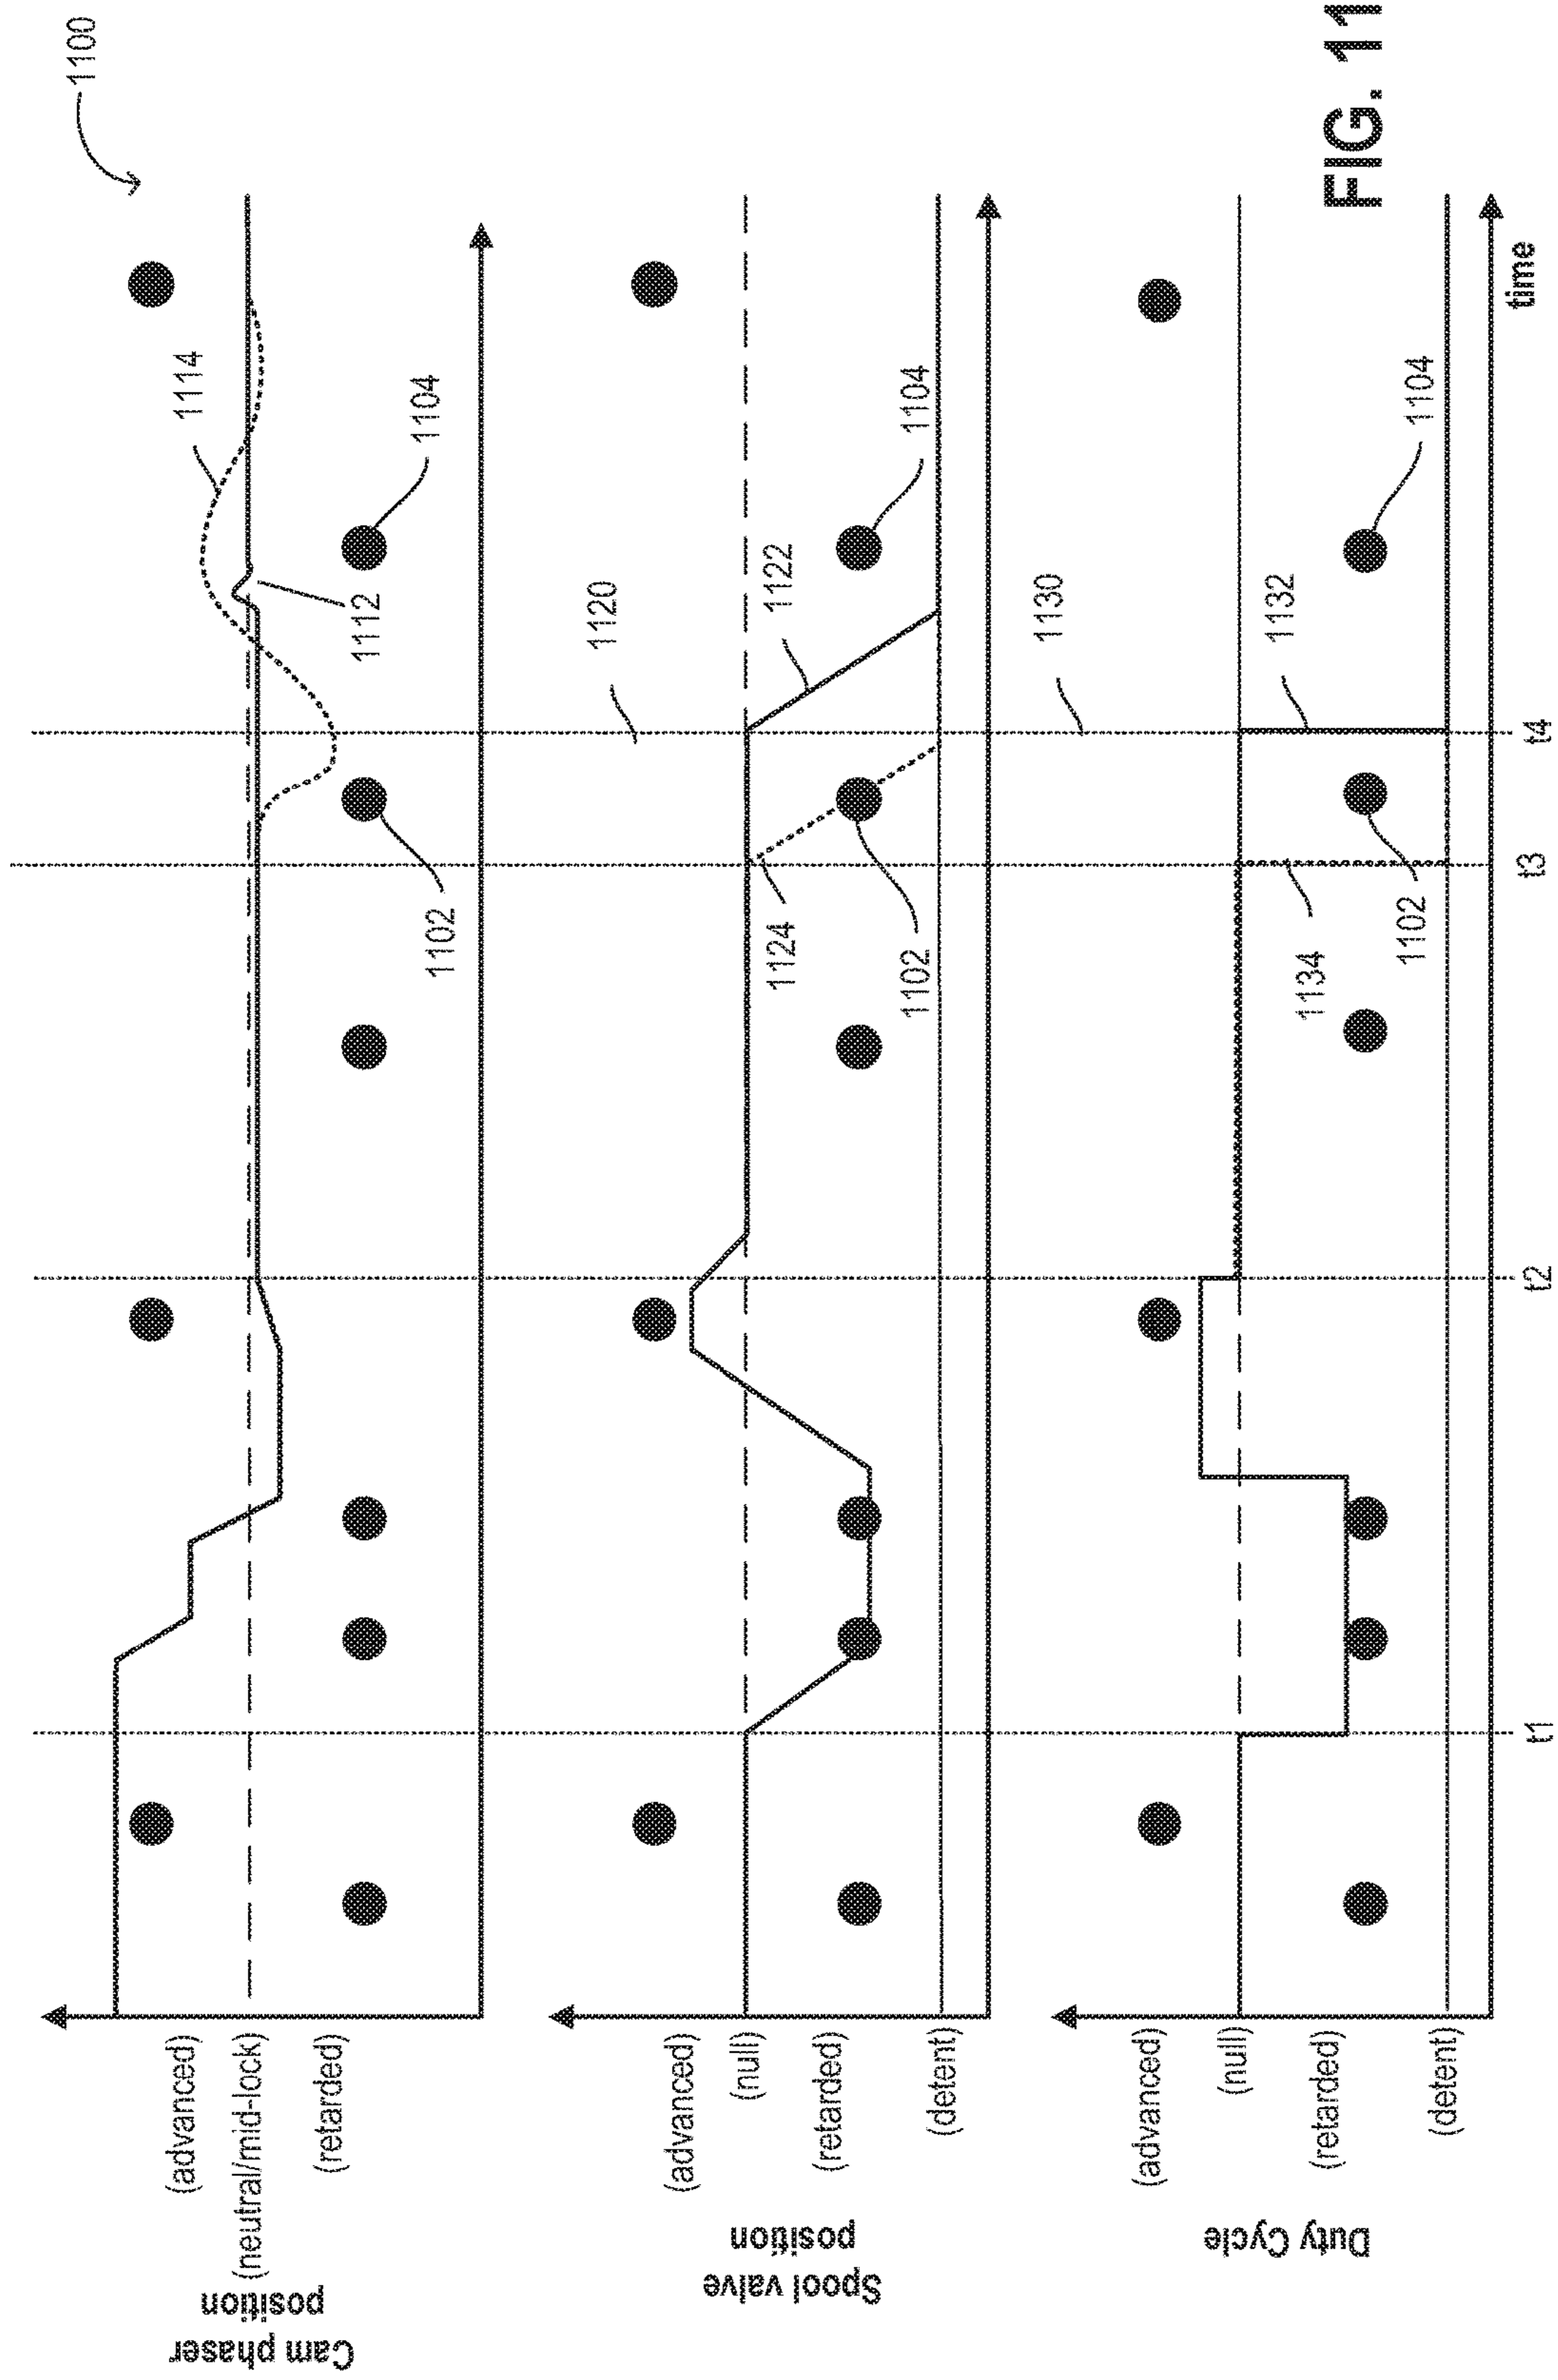 1100
Cam phaser
position
(advanced)
(neutral/mid-lock)
(retarded)
1114
1112
1104
1102
Spool valve
position
(advanced)
(null)
(retarded)
(detent)
1120
1122
1124
1104
1102
Duty Cycle
(advanced)
(null)
(retarded)
(detent)
1130
1132
1134
1104
1102
t1
t2
t3
t4
time
FIG. 11